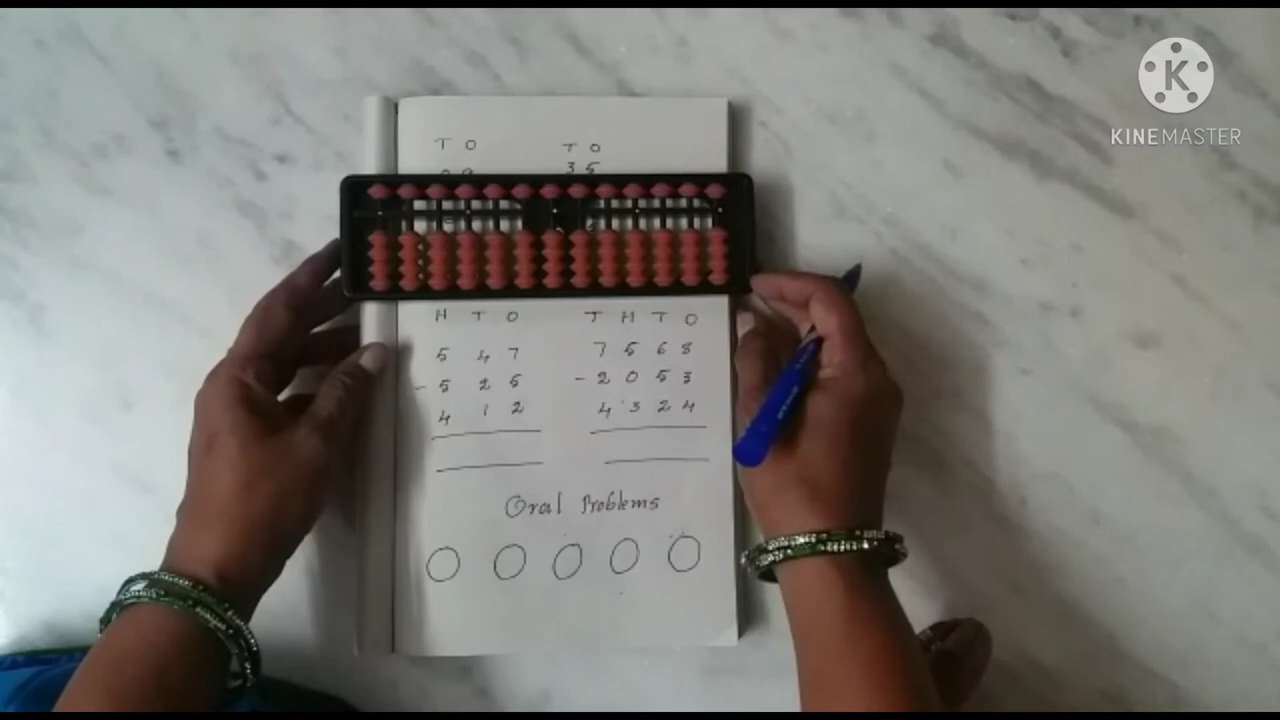 K
KINEMASTER
T O T O
3 5
H T O T H T O
5 4 7 7 5 6 8
- 5 2 5 - 2 0 5 3
4 1 2 4 3 2 4
Oral Problems